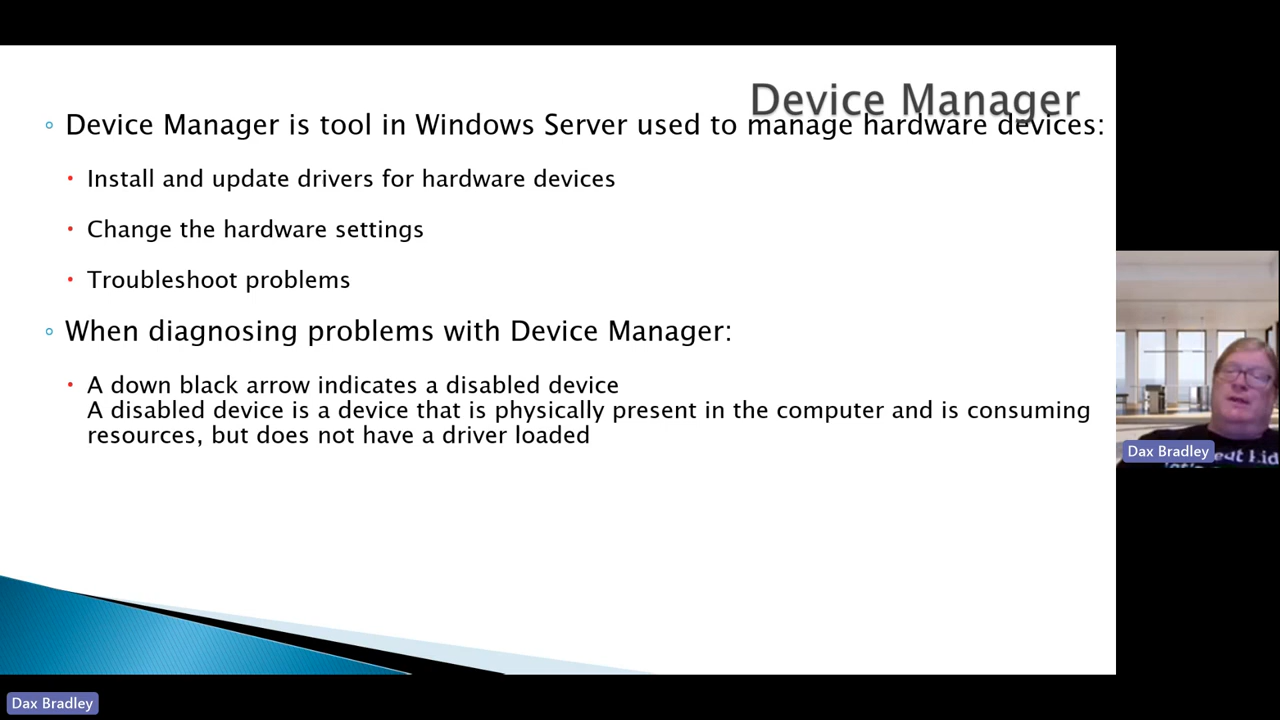 Device Manager
Device Manager is tool in Windows Server used to manage hardware devices:
Install and update drivers for hardware devices
Change the hardware settings
Troubleshoot problems
When diagnosing problems with Device Manager:
A down black arrow indicates a disabled device
A disabled device is a device that is physically present in the computer and is consuming
resources, but does not have a driver loaded
Dax Bradley
Dax Bradley